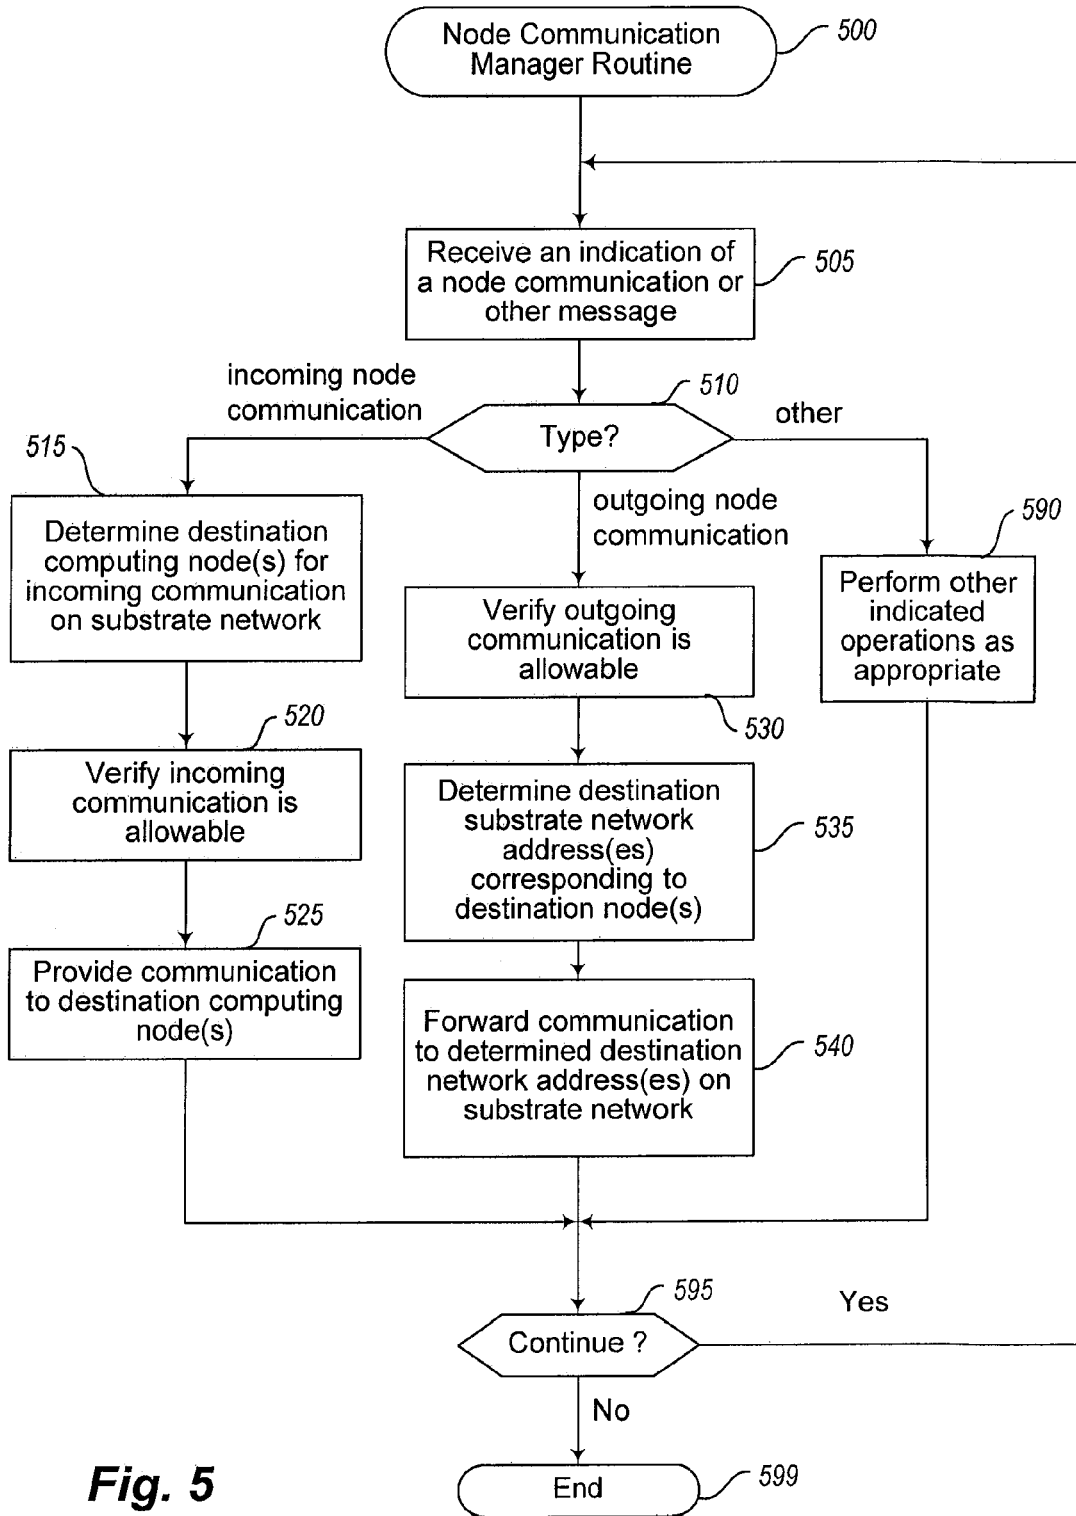 Node Communication
Manager Routine
500
Receive an indication of
a node communication or
other message
505
incoming node
communication
510
Type?
other
515
Determine destination
computing node(s) for
incoming communication
on substrate network
outgoing node
communication
590
Perform other
indicated
operations as
appropriate
Verify outgoing
communication is
allowable
530
520
Verify incoming
communication is
allowable
Determine destination
substrate network
address(es)
corresponding to
destination node(s)
535
525
Provide communication
to destination computing
node(s)
Forward communication
to determined destination
network address(es) on
substrate network
540
595
Continue ?
Yes
No
End
599
Fig. 5